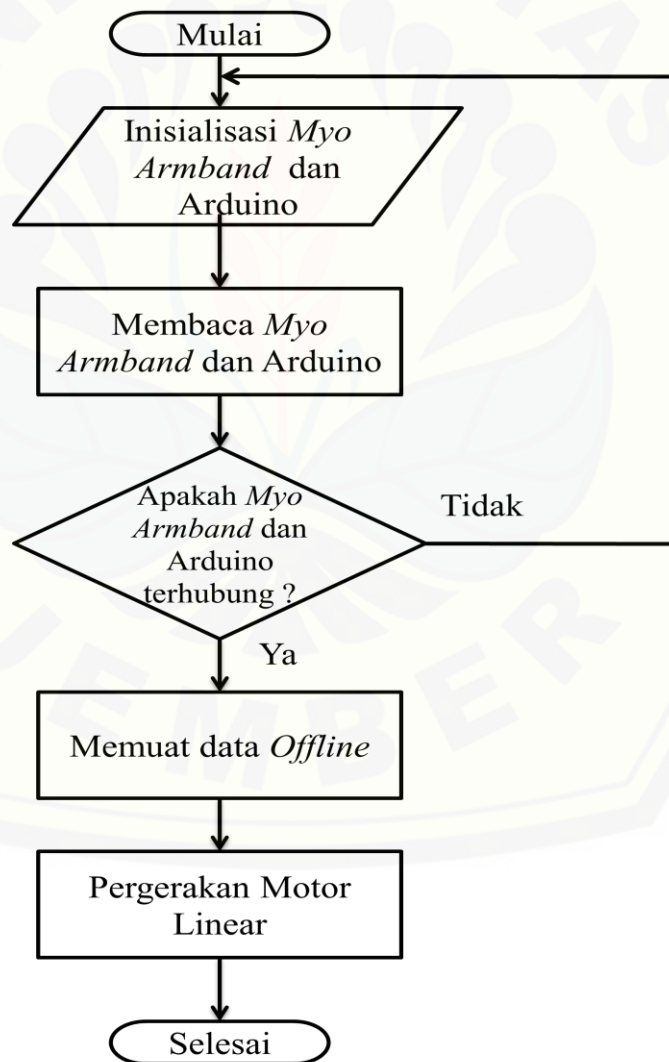 Mulai
Inisialisasi Myo
Armband dan
Arduino
Membaca Myo
Armband dan Arduino
Apakah Myo
Armband dan
Arduino
terhubung ?
Tidak
Ya
Memuat data Offline
Pergerakan Motor
Linear
Selesai
JEMBER